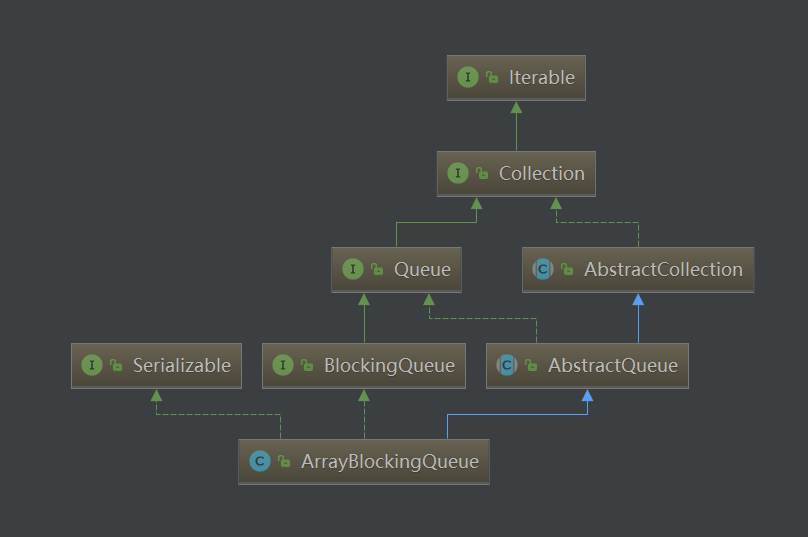 I Iterable
I Collection
I Queue
C AbstractCollection
I Serializable
I BlockingQueue
C AbstractQueue
C ArrayBlockingQueue